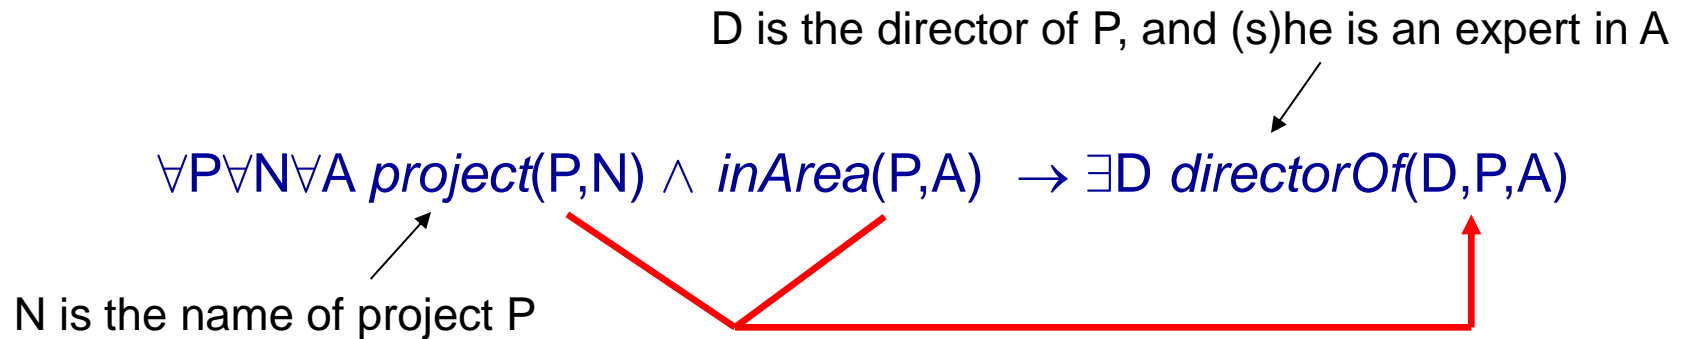 D is the director of P, and (s)he is an expert in A
∀P∀N∀A project(P,N) ∧ inArea(P,A) → ∃D directorOf(D,P,A)
N is the name of project P